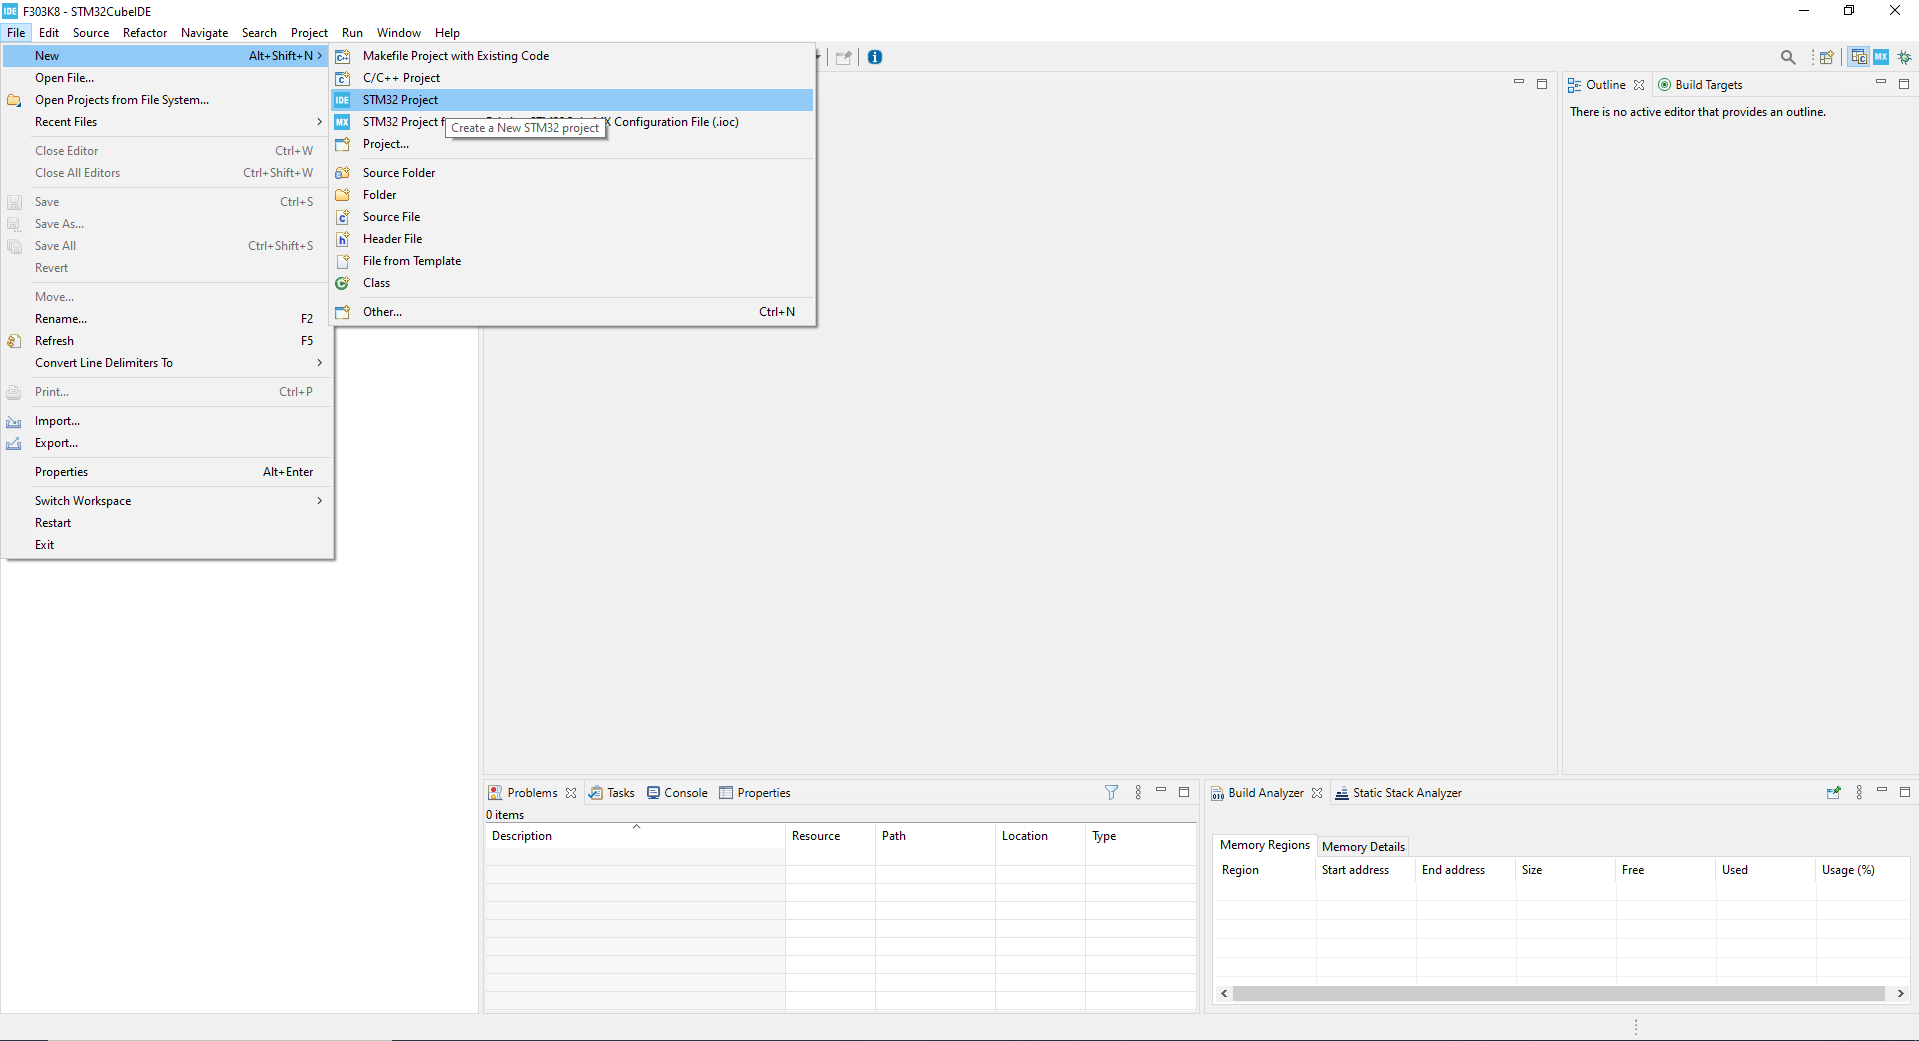 IDE F303K8 - STM32CubeIDE
File Edit Source Refactor Navigate Search Project Run Window Help
New Alt+Shift+N >
Open File...
Open Projects from File System...
Recent Files >
Close Editor Ctrl+W
Close All Editors Ctrl+Shift+W
Save Ctrl+S
Save As...
Save All Ctrl+Shift+S
Revert
Move...
Rename... F2
Refresh F5
Convert Line Delimiters To >
Print... Ctrl+P
Import...
Export...
Properties Alt+Enter
Switch Workspace >
Restart
Exit
Makefile Project with Existing Code
C/C++ Project
IDE STM32 Project
MX STM32 Project X Configuration File (.ioc)
Create a New STM32 project
Project...
Source Folder
Folder
Source File
Header File
File from Template
Class
Other... Ctrl+N
MX
Outline Build Targets
There is no active editor that provides an outline.
Problems Tasks Console Properties
0 items
Description Resource Path Location Type
Build Analyzer Static Stack Analyzer
Memory Regions Memory Details
Region Start address End address Size Free Used Usage (%)